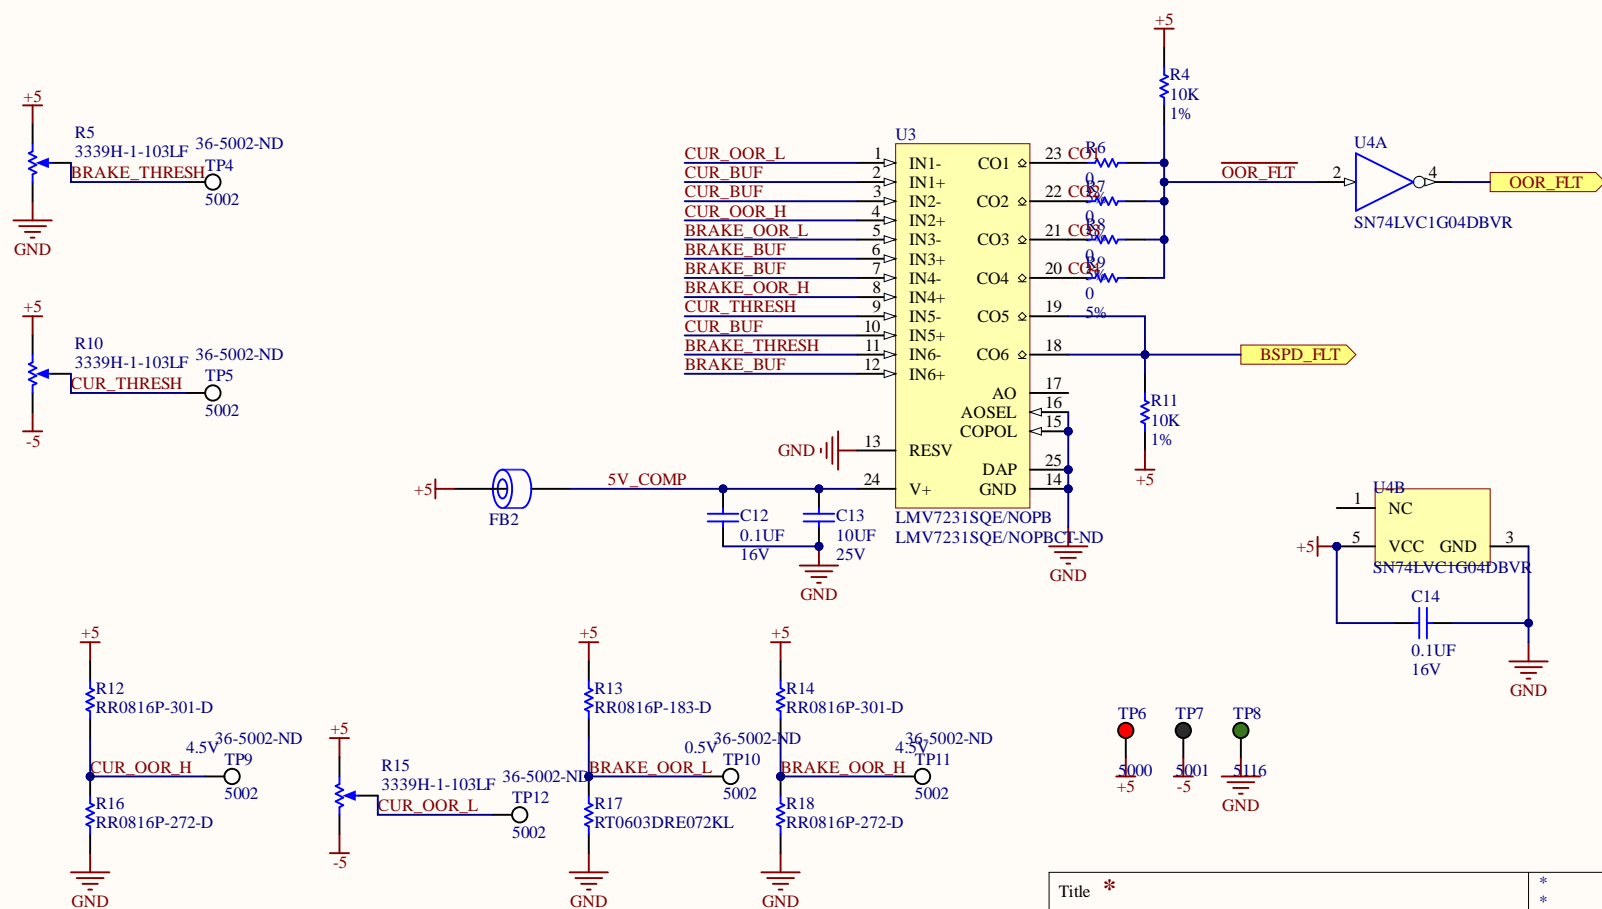 +5
R5
3339H-1-103LF
36-5002-ND
TP4
BRAKE_THRESH
5002
GND
+5
R10
3339H-1-103LF
36-5002-ND
TP5
CUR_THRESH
5002
-5
U3
CUR_OOR_L 1 IN1-
CUR_BUF 2 IN1+
CUR_BUF 3 IN2-
CUR_OOR_H 4 IN2+
BRAKE_OOR_L 5 IN3-
BRAKE_BUF 6 IN3+
BRAKE_BUF 7 IN4-
BRAKE_OOR_H 8 IN4+
CUR_THRESH 9 IN5-
CUR_BUF 10 IN5+
BRAKE_THRESH 11 IN6-
BRAKE_BUF 12 IN6+
GND 13 RESV
+5 FB2 5V_COMP 24 V+
CO1 23
CO2 22
CO3 21
CO4 20
CO5 19
CO6 18
AO 17
AOSEL 16
COPOL 15
DAP 25
GND 14
LMV7231SQE/NOPB
LMV7231SQE/NOPBCT-ND
GND
C12
0.1UF
16V
C13
10UF
25V
GND
+5
R4
10K
1%
R6
0
R7
0
R8
0
R9
0
5%
OOR_FLT
2
U4A
4
OOR_FLT
SN74LVC1G04DBVR
BSPD_FLT
R11
10K
1%
+5
U4B
1 NC
+5 5 VCC GND 3
SN74LVC1G04DBVR
C14
0.1UF
16V
GND
+5
R12
RR0816P-301-D
4.5V
36-5002-ND
TP9
CUR_OOR_H
5002
R16
RR0816P-272-D
GND
+5
R15
3339H-1-103LF
36-5002-ND
TP12
CUR_OOR_L
5002
-5
+5
R13
RR0816P-183-D
0.5V
36-5002-ND
TP10
BRAKE_OOR_L
5002
R17
RT0603DRE072KL
GND
+5
R14
RR0816P-301-D
4.5V
36-5002-ND
TP11
BRAKE_OOR_H
5002
R18
RR0816P-272-D
GND
TP6
5000
+5
TP7
5001
-5
TP8
5116
GND
Title *
*
*